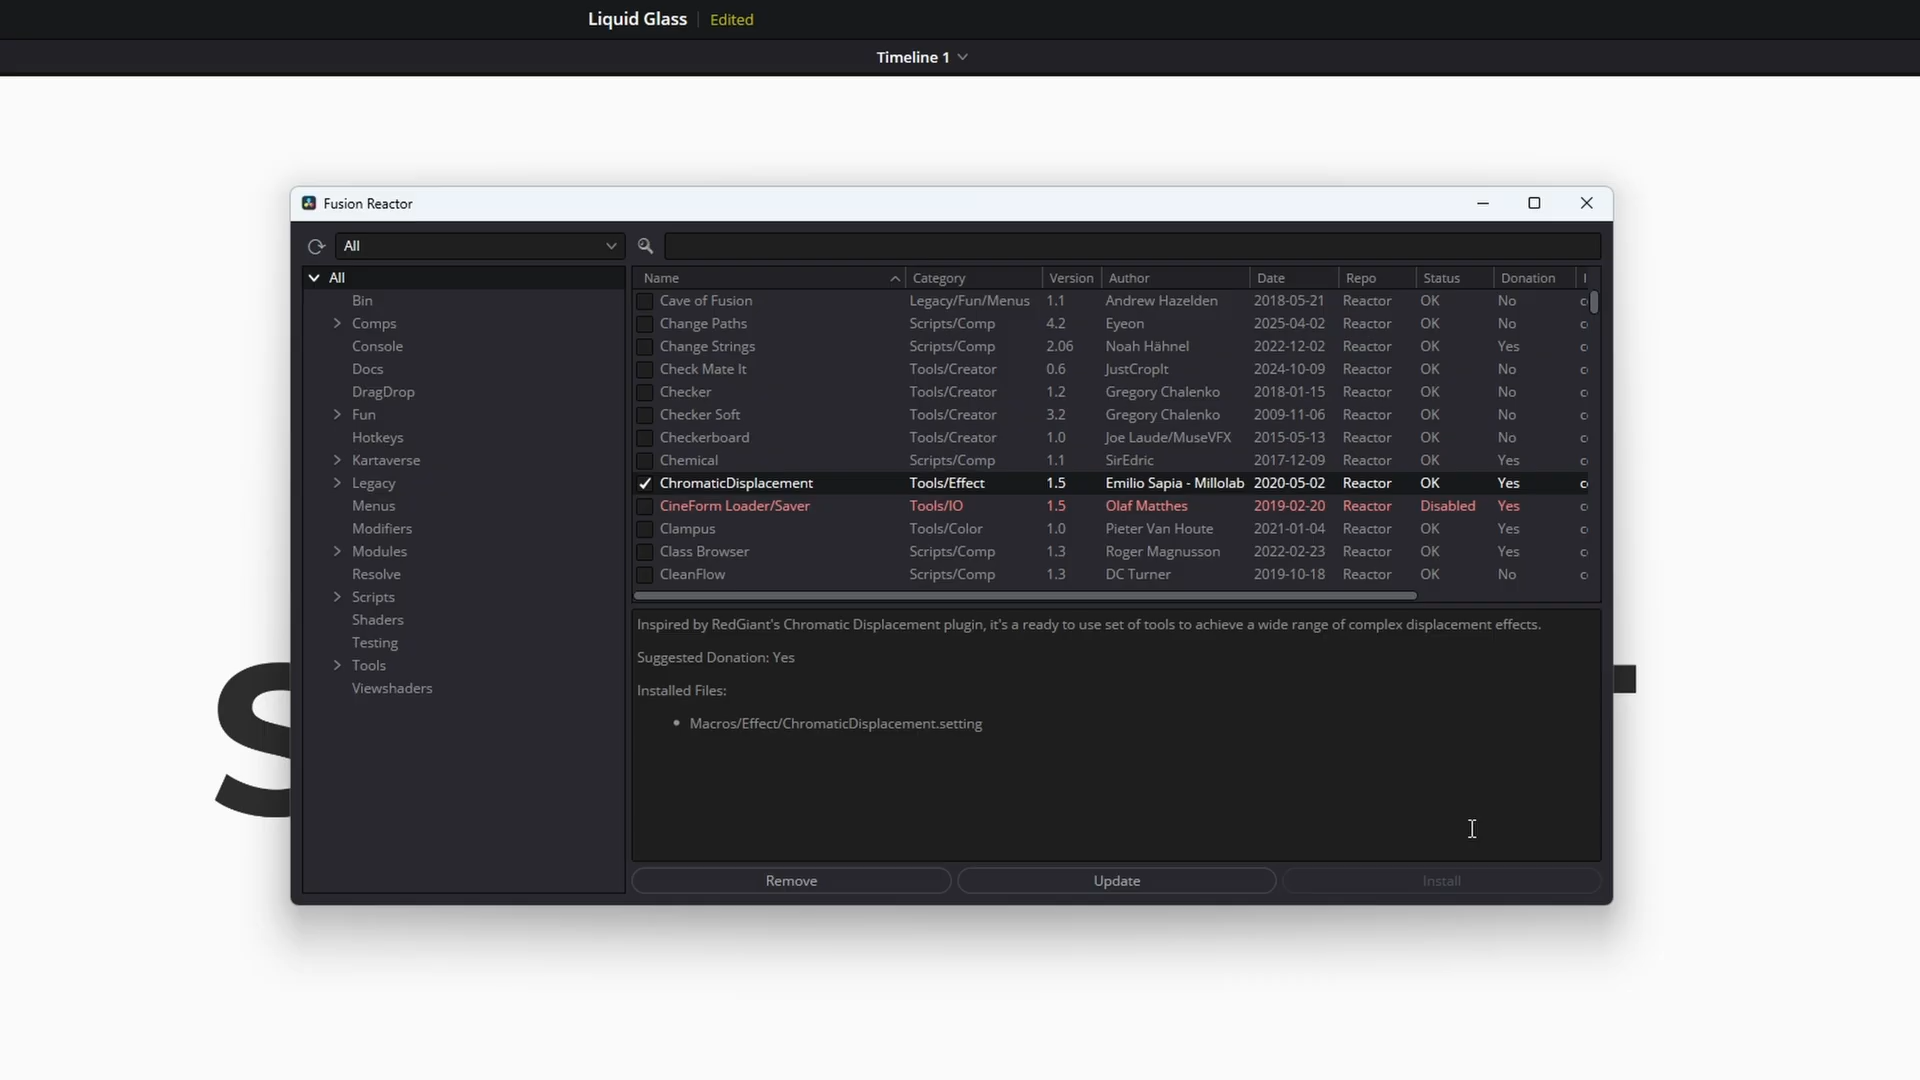 Liquid Glass Edited
Timeline 1
Fusion Reactor
All
All
Bin
Comps
Console
Docs
DragDrop
Fun
Hotkeys
Kartaverse
Legacy
Menus
Modifiers
Modules
Resolve
Scripts
Shaders
Testing
Tools
Viewshaders
Name Category Version Author Date Repo Status Donation
Cave of Fusion Legacy/Fun/Menus 1.1 Andrew Hazelden 2018-05-21 Reactor OK No
Change Paths Scripts/Comp 4.2 Eyeon 2025-04-02 Reactor OK No
Change Strings Scripts/Comp 2.06 Noah Hähnel 2022-12-02 Reactor OK Yes
Check Mate It Tools/Creator 0.6 JustCropIt 2024-10-09 Reactor OK No
Checker Tools/Creator 1.2 Gregory Chalenko 2018-01-15 Reactor OK No
Checker Soft Tools/Creator 3.2 Gregory Chalenko 2009-11-06 Reactor OK No
Checkerboard Tools/Creator 1.0 Joe Laude/MuseVFX 2015-05-13 Reactor OK No
Chemical Scripts/Comp 1.1 SirEdric 2017-12-09 Reactor OK Yes
ChromaticDisplacement Tools/Effect 1.5 Emilio Sapia - Millolab 2020-05-02 Reactor OK Yes
CineForm Loader/Saver Tools/IO 1.5 Olaf Matthes 2019-02-20 Reactor Disabled Yes
Clampus Tools/Color 1.0 Pieter Van Houte 2021-01-04 Reactor OK Yes
Class Browser Scripts/Comp 1.3 Roger Magnusson 2022-02-23 Reactor OK Yes
CleanFlow Scripts/Comp 1.3 DC Turner 2019-10-18 Reactor OK No
Inspired by RedGiant's Chromatic Displacement plugin, it's a ready to use set of tools to achieve a wide range of complex displacement effects.
Suggested Donation: Yes
Installed Files:
• Macros/Effect/ChromaticDisplacement.setting
Remove Update Install
S